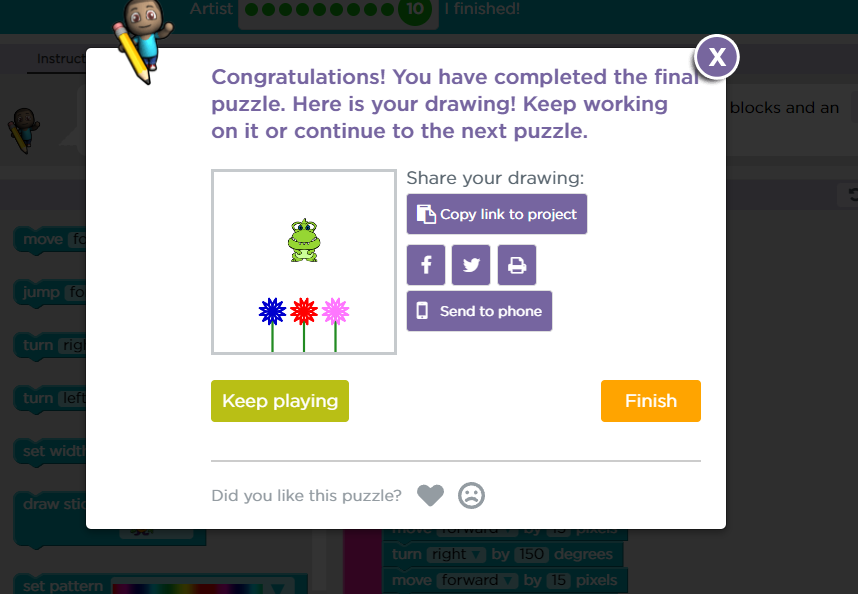 Artist
10
I finished!
Instruct
Congratulations! You have completed the final
puzzle. Here is your drawing! Keep working
on it or continue to the next puzzle.
X
blocks and an
Share your drawing:
Copy link to project
Send to phone
Keep playing
Finish
Did you like this puzzle?
move fo
jump fo
turn rig
turn left
set width
draw stic
set pattern
move forward by 15 pixels
turn right by 150 degrees
move forward by 15 pixels